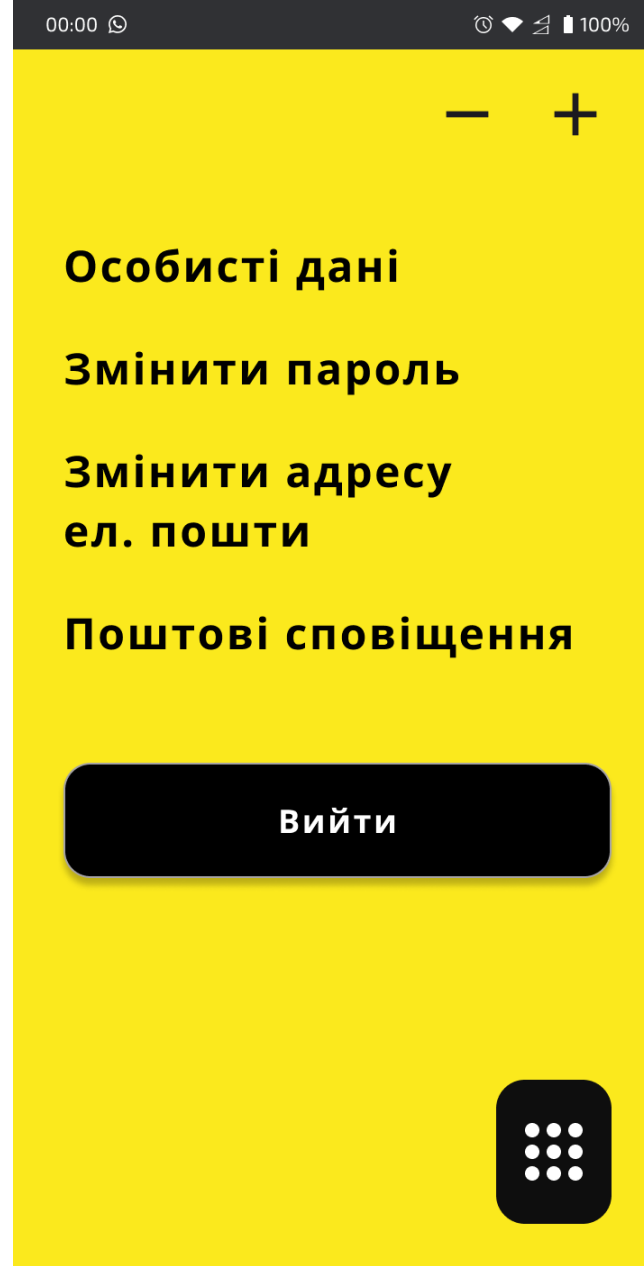 00:00 100%
Особисті дані
Змінити пароль
Змінити адресу
ел. пошти
Поштові сповіщення
Вийти